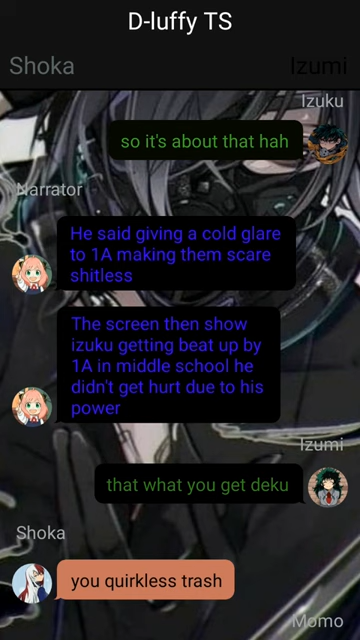 D-luffy TS
Shoka
Izumi
Izuku
so it's about that hah
Narrator
He said giving a cold glare
to 1A making them scare
shitless
The screen then show
izuku getting beat up by
1A in middle school he
didn't get hurt due to his
power
Izumi
that what you get deku
Shoka
you quirkless trash
Momo